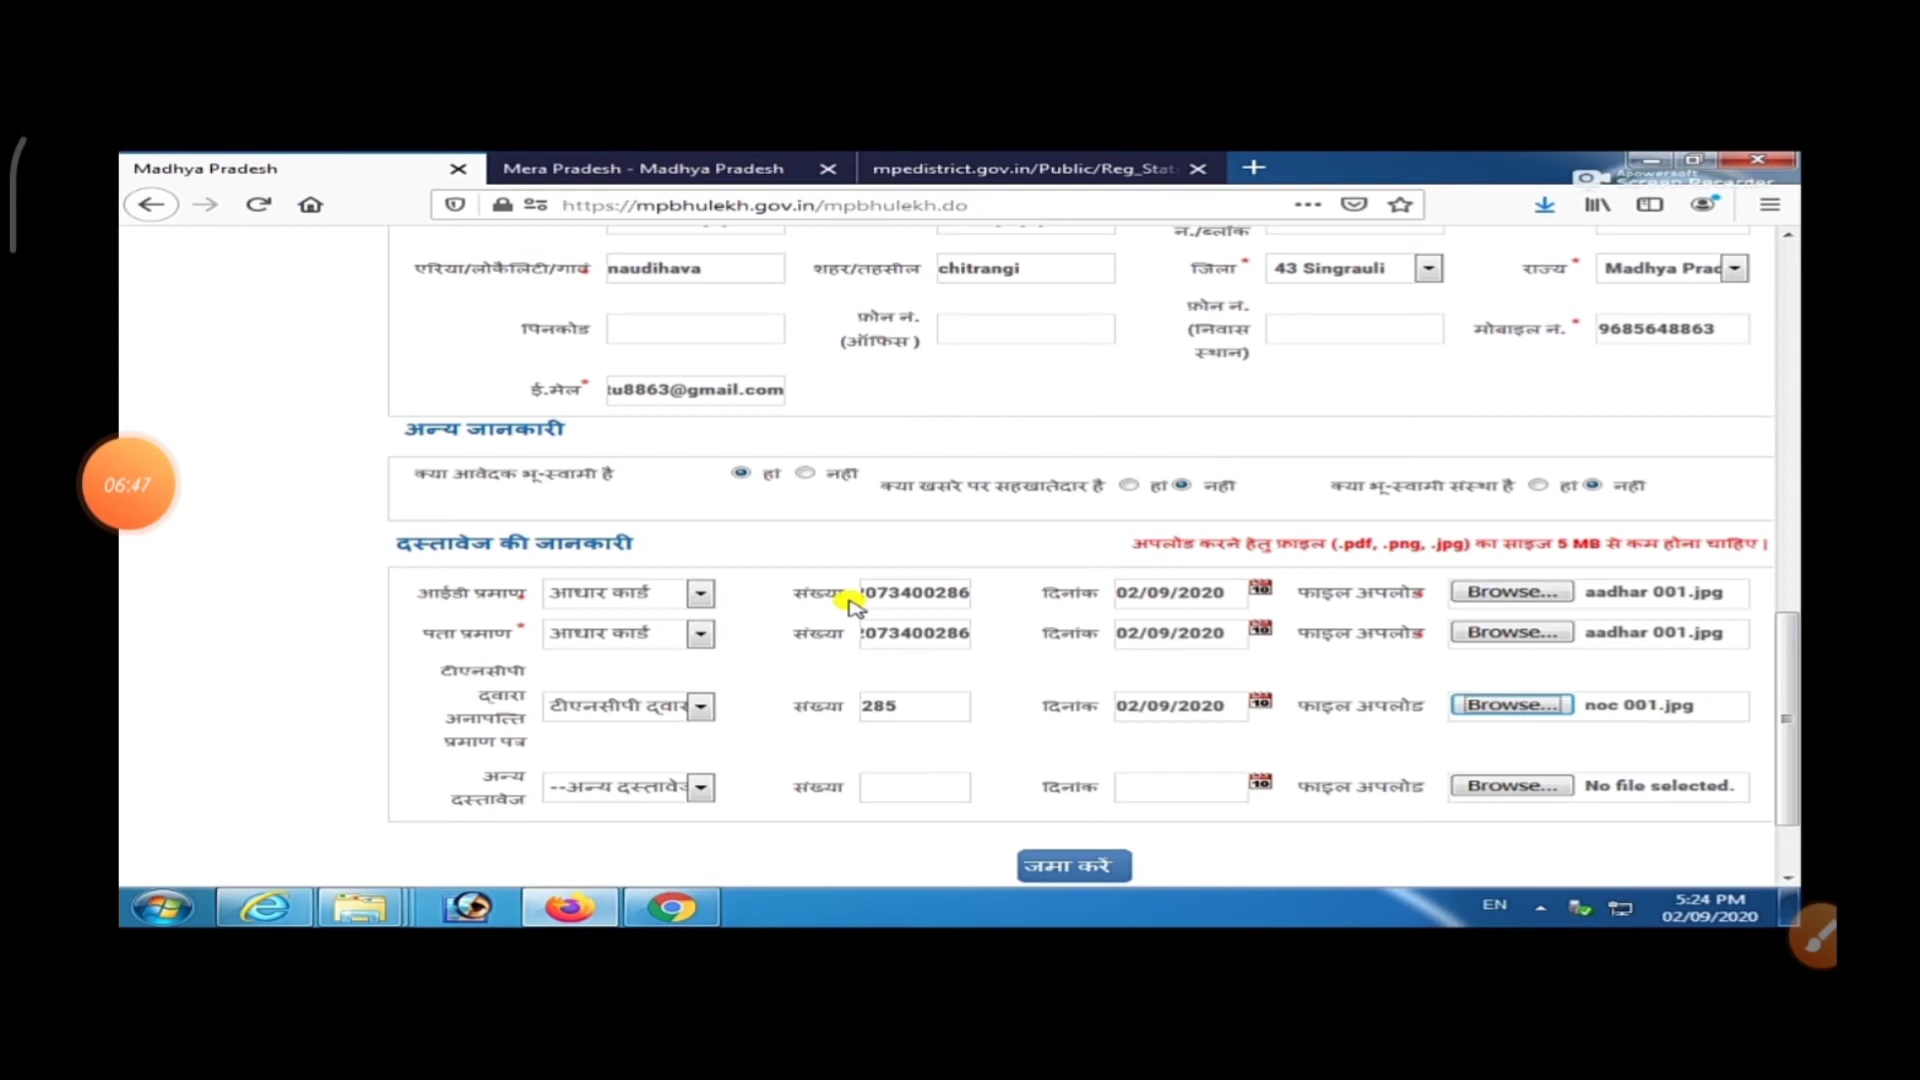 Madhya Pradesh
Mera Pradesh - Madhya Pradesh
mpedistrict.gov.in/Public/Reg_Stat
Apowersoft
Screen Recorder
https://mpbhulekh.gov.in/mpbhulekh.do
नं./ब्लॉक
एरिया/लोकैलिटी/गावं naudihava शहर/तहसील chitrangi जिला * 43 Singrauli राज्य * Madhya Prad
फ़ोन नं.
फ़ोन नं.
पिनकोड (ऑफिस ) (निवास मोबाइल नं. * 9685648863
स्थान)
ई.मेल * tu8863@gmail.com
अन्य जानकारी
06:47
क्या आवेदक भू-स्वामी है हां नहीं क्या खसरे पर सहखातेदार है हां नहीं क्या भू-स्वामी संस्था है हां नहीं
दस्तावेज की जानकारी अपलोड करने हेतु फ़ाइल (.pdf, .png, .jpg) का साइज 5 MB से कम होना चाहिए |
आईडी प्रमाण आधार कार्ड संख्या 073400286 दिनांक 02/09/2020 फाइल अपलोड Browse... aadhar 001.jpg
पता प्रमाण * आधार कार्ड संख्या 073400286 दिनांक 02/09/2020 फाइल अपलोड Browse... aadhar 001.jpg
टीएनसीपी
द्वारा
टीएनसीपी द्वार संख्या 285 दिनांक 02/09/2020 फाइल अपलोड Browse... noc 001.jpg
अनापत्ति
प्रमाण पत्र
अन्य
दस्तावेज --अन्य दस्तावेज संख्या दिनांक फाइल अपलोड Browse... No file selected.
जमा करें
EN
5:24 PM
02/09/2020